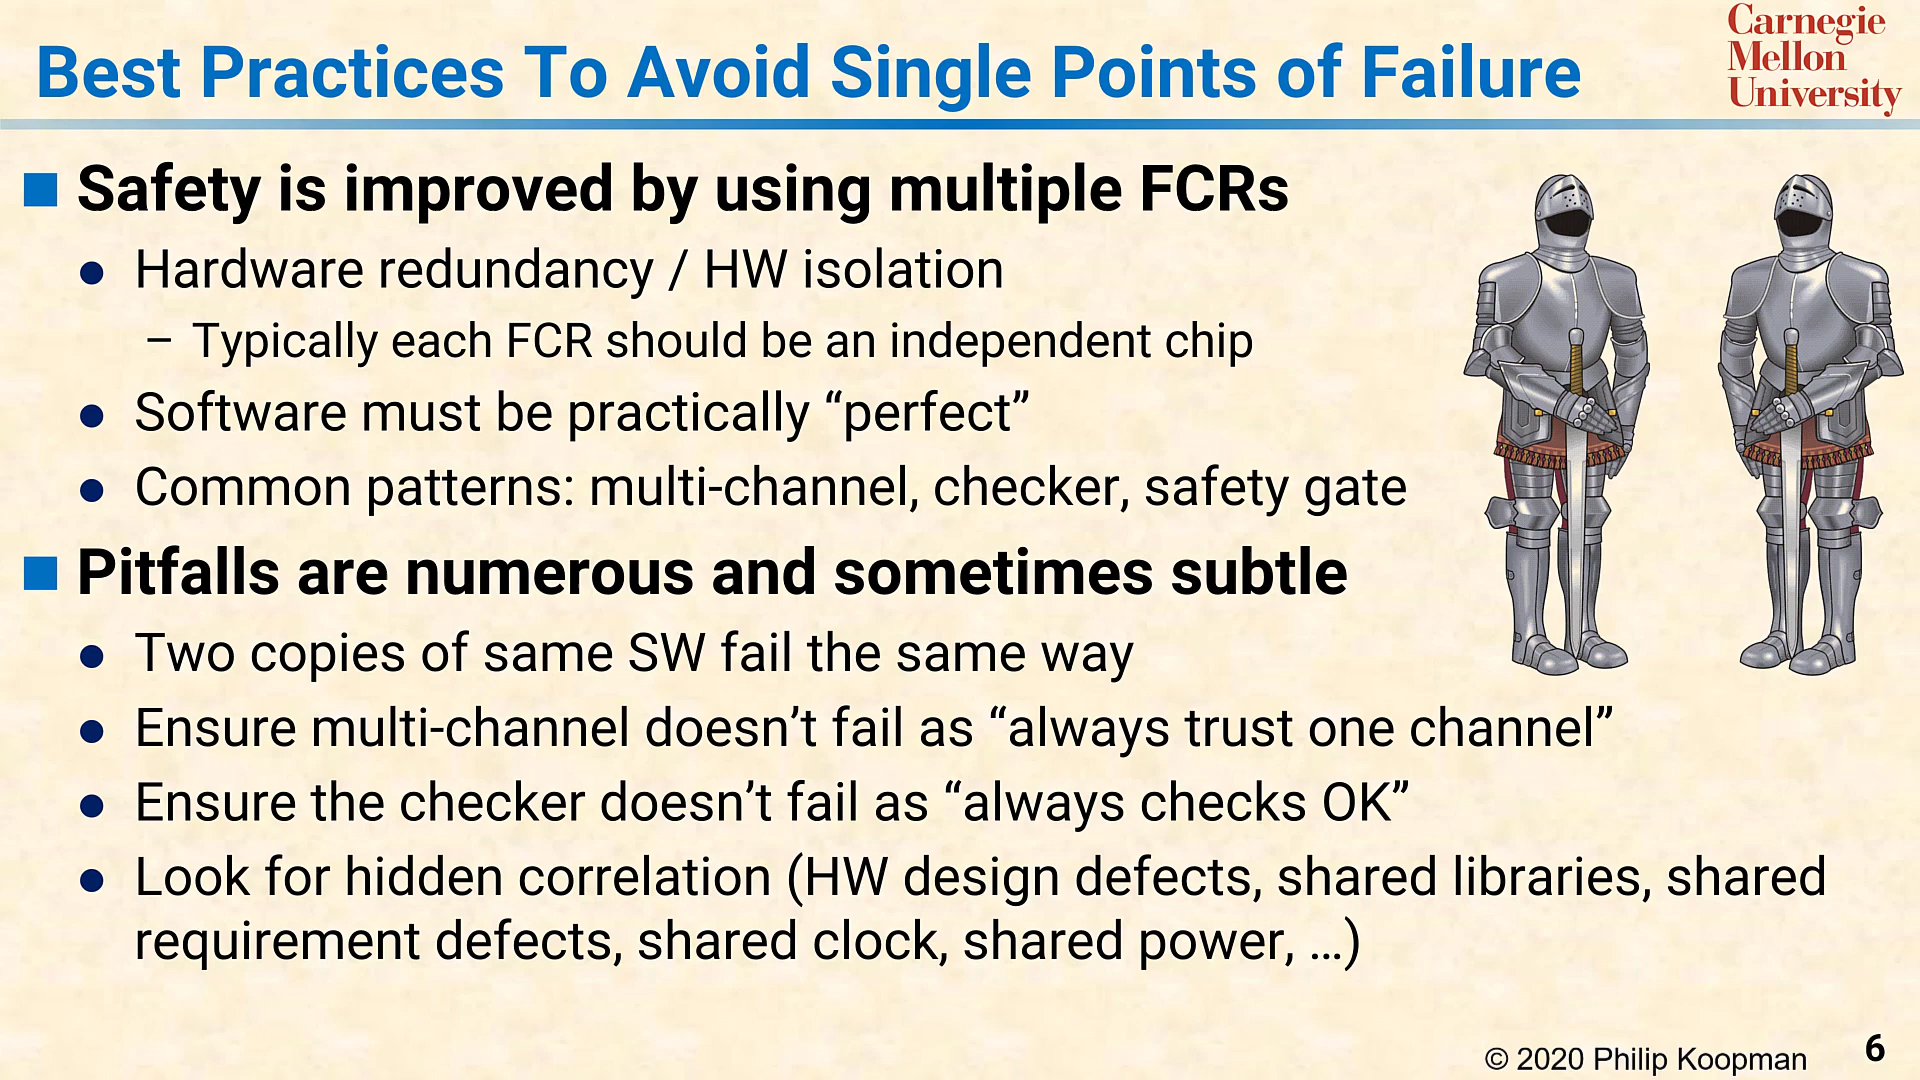 Best Practices To Avoid Single Points of Failure
Carnegie
Mellon
University
Safety is improved by using multiple FCRs
● Hardware redundancy / HW isolation
– Typically each FCR should be an independent chip
● Software must be practically “perfect”
● Common patterns: multi-channel, checker, safety gate
Pitfalls are numerous and sometimes subtle
● Two copies of same SW fail the same way
● Ensure multi-channel doesn’t fail as “always trust one channel”
● Ensure the checker doesn’t fail as “always checks OK”
● Look for hidden correlation (HW design defects, shared libraries, shared
requirement defects, shared clock, shared power, …)
© 2020 Philip Koopman
6